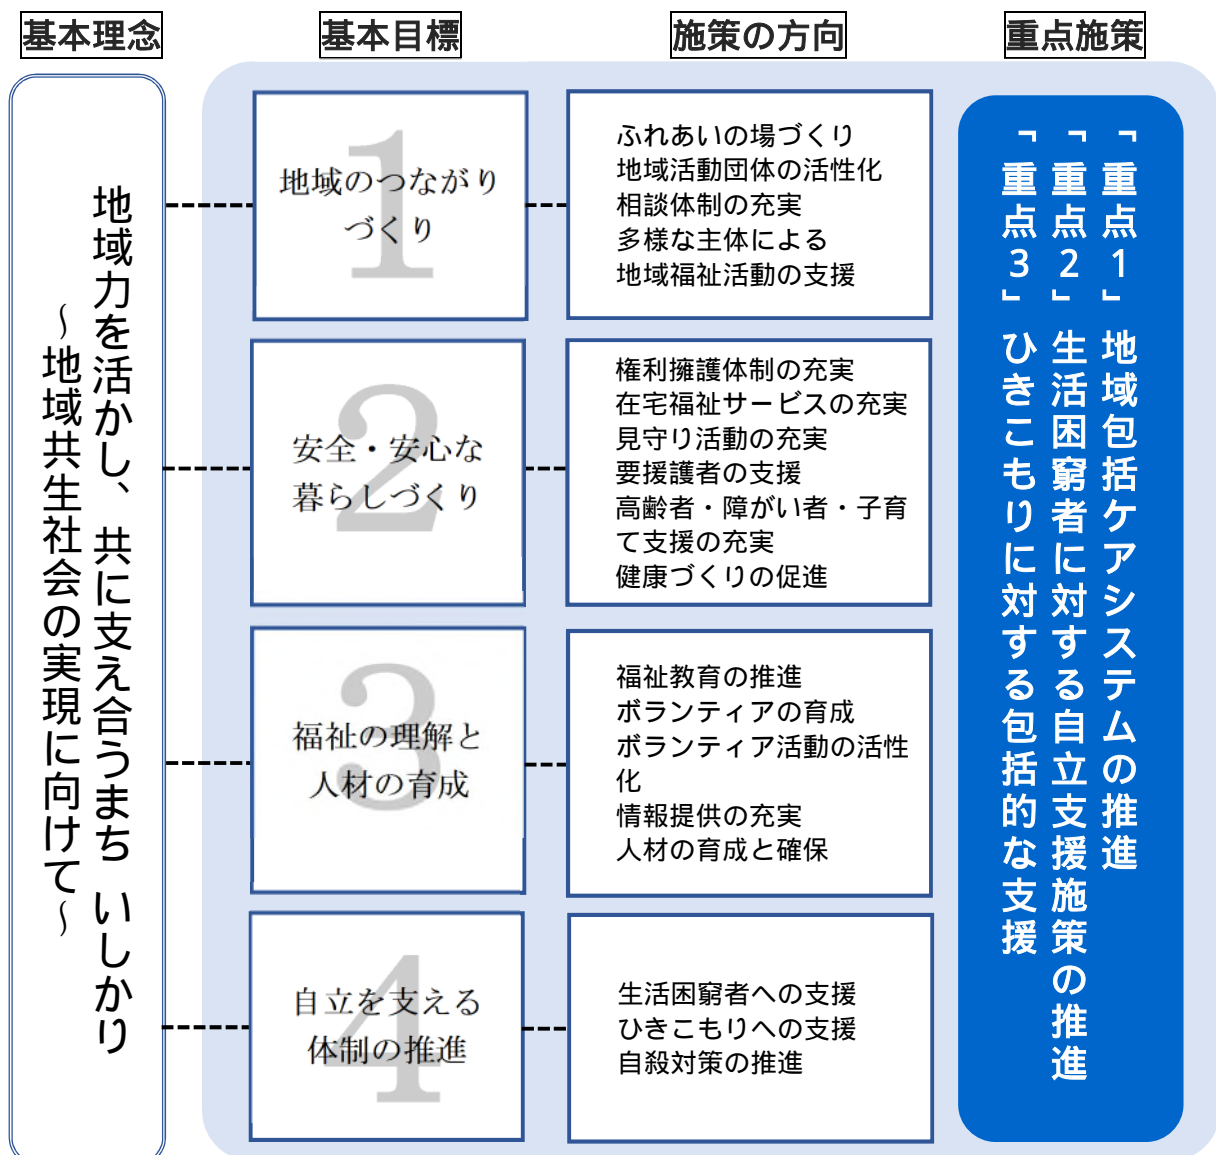 基本理念
基本目標
施策の方向
重点施策
地域力を活かし、共に支え合うまち いしかり
～地域共生社会の実現に向けて～
1
地域のつながり
づくり
ふれあいの場づくり
地域活動団体の活性化
相談体制の充実
多様な主体による
地域福祉活動の支援
2
安全・安心な
暮らしづくり
権利擁護体制の充実
在宅福祉サービスの充実
見守り活動の充実
要援護者の支援
高齢者・障がい者・子育
て支援の充実
健康づくりの促進
3
福祉の理解と
人材の育成
福祉教育の推進
ボランティアの育成
ボランティア活動の活性
化
情報提供の充実
人材の育成と確保
4
自立を支える
体制の推進
生活困窮者への支援
ひきこもりへの支援
自殺対策の推進
「重点1」地域包括ケアシステムの推進
「重点2」生活困窮者に対する自立支援施策の推進
「重点3」ひきこもりに対する包括的な支援